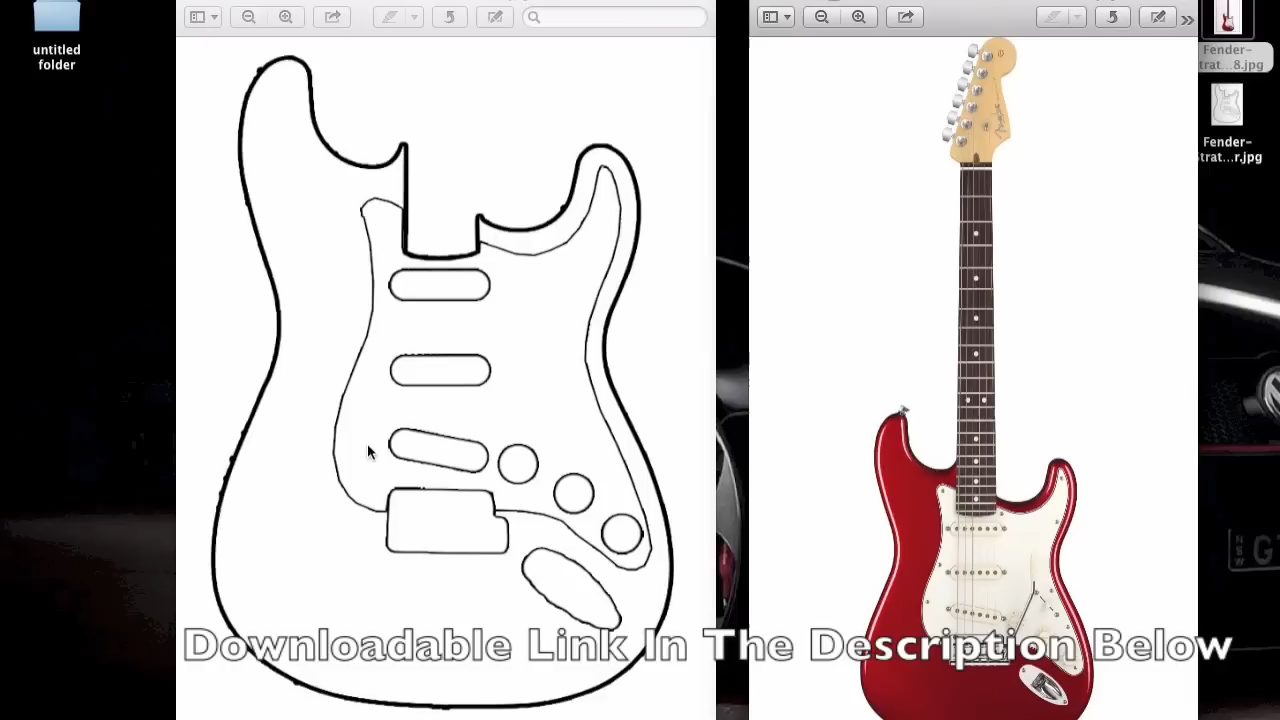 untitled
folder
Fender-
trat...8.jpg
Fender-
Strat...r.jpg
Downloadable Link In The Description Below